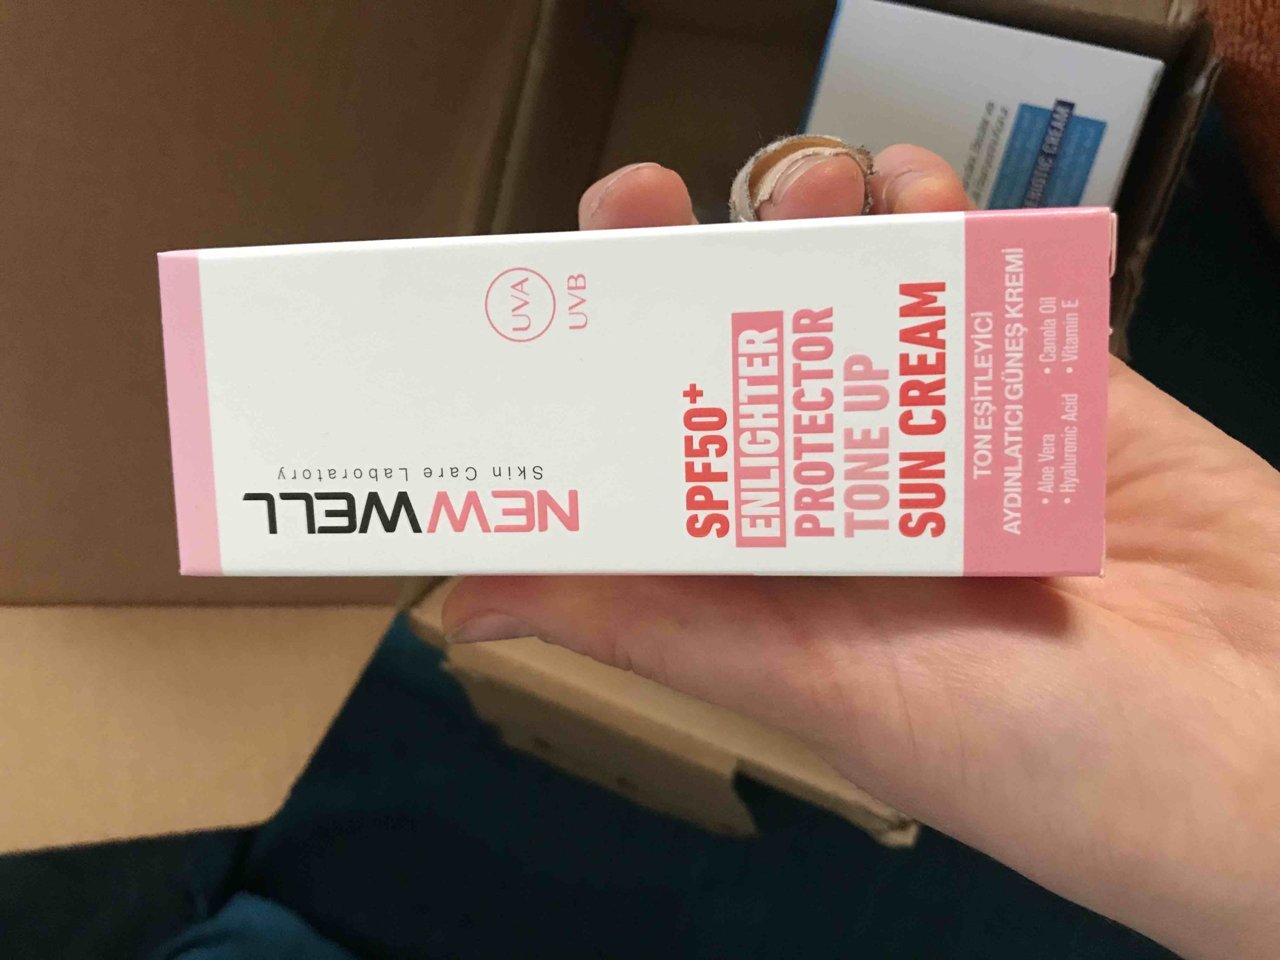 NEWWELL
Skin Care Laboratory
UVA
UVB
SPF50+
ENLIGHTER
PROTECTOR
TONE UP
SUN CREAM
TON EŞİTLEYİCİ
AYDINLATICI GÜNEŞ KREMİ
• Aloe Vera • Canola Oil
• Hyaluronic Acid • Vitamin E
CREAM